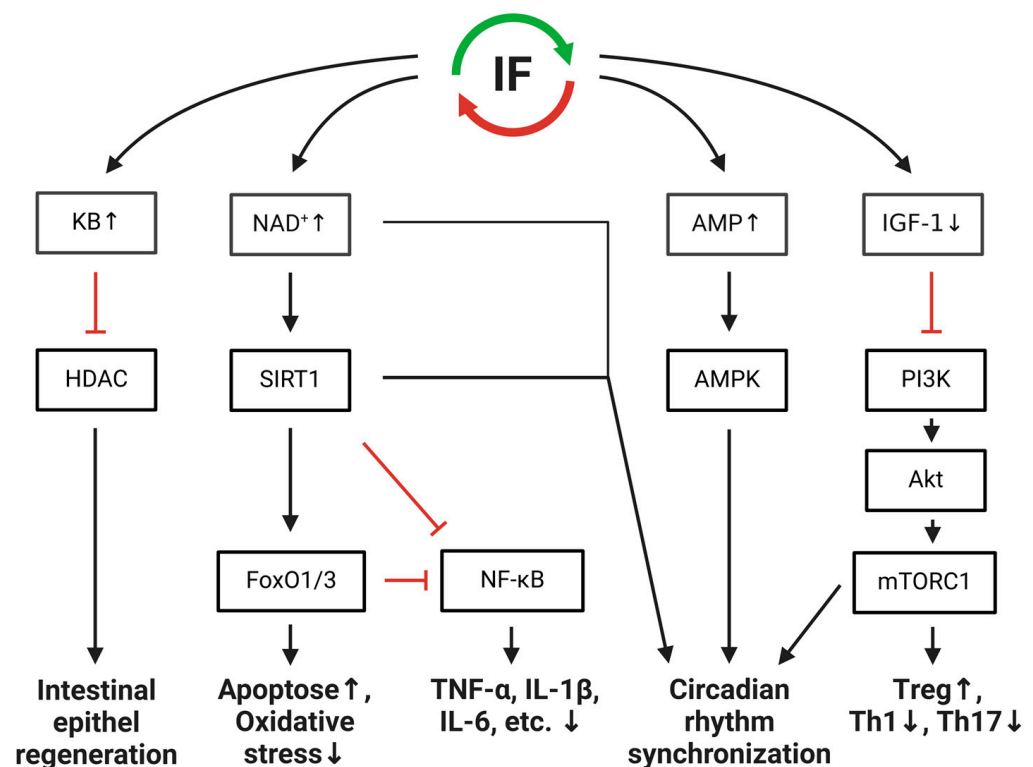 IF
KB↑
NAD⁺↑
AMP↑
IGF-1↓
HDAC
SIRT1
AMPK
PI3K
Akt
FoxO1/3
NF-κB
mTORC1
Intestinal
epithel
regeneration
Apoptose↑,
Oxidative
stress↓
TNF-α, IL-1β,
IL-6, etc. ↓
Circadian
rhythm
synchronization
Treg↑,
Th1↓, Th17↓